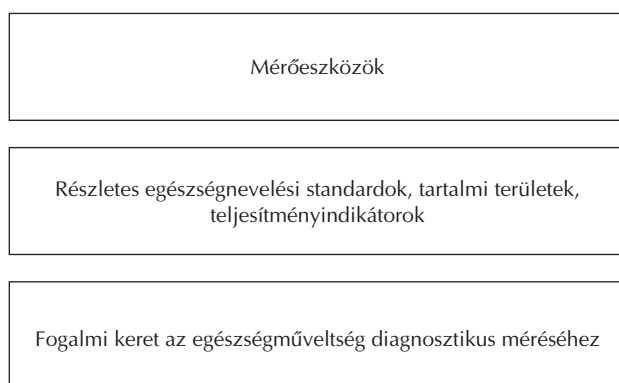 Mérőeszközök
Részletes egészségnevelési standardok, tartalmi területek,
teljesítményindikátorok
Fogalmi keret az egészségműveltség diagnosztikus méréséhez